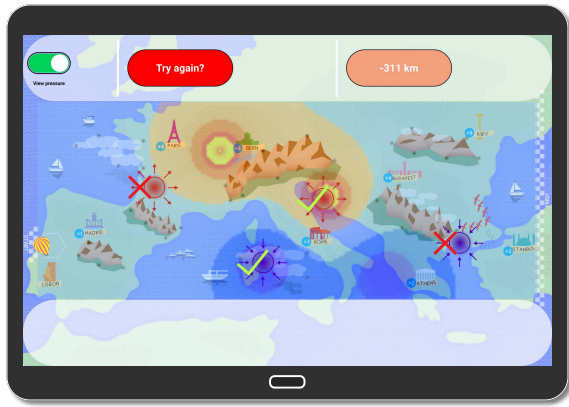 Try again?
-311 km
View pressure
KIEV
PARIS
BERN
BUDAPEST
MADRID
ROME
ISTANBUL
LISBON
ATHENS